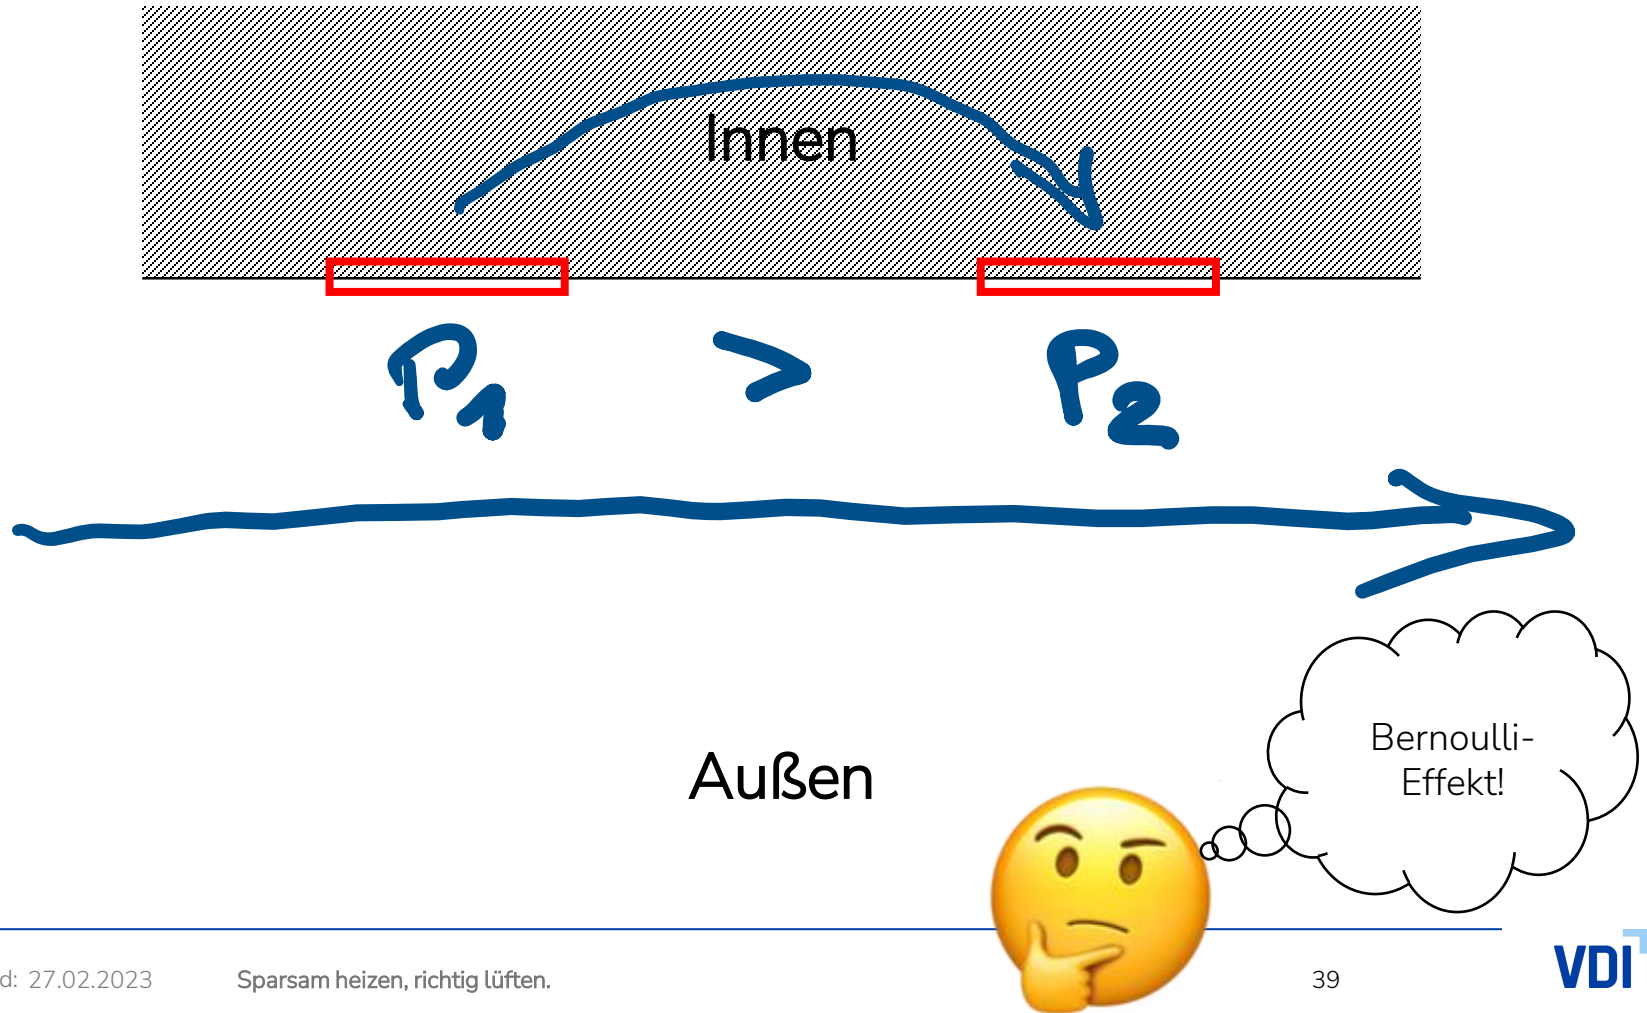 Innen
P1 > P2
Außen
Bernoulli-
Effekt!
d: 27.02.2023 Sparsam heizen, richtig lüften. 39 VDI